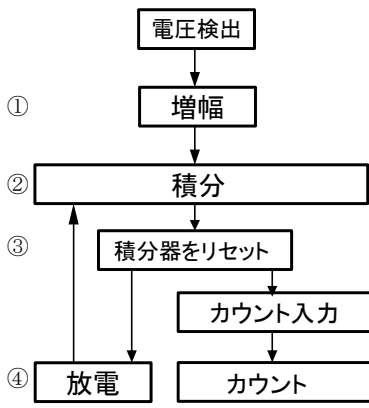 電圧検出
① 増幅
② 積分
③ 積分器をリセット
カウント入力
④ 放電 カウント